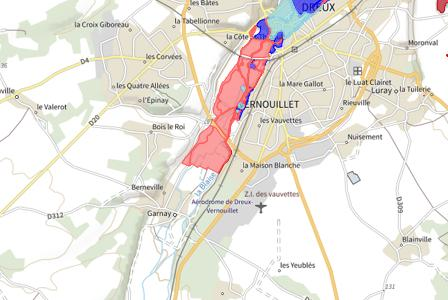 les Bâtes
DREUX
la Tabellionne
la Croix Giboreau
la Côte
Moronval
les Corvées
D4
la Mare Gallot
le Luat Clairet
Luray
la Tuilerie
les Quatre Allées
l'Épinay
Rieuville
le Valerot
ERNOUILLET
les Vauvettes
D20
Bois le Roi
Nuisement
la Maison Blanche
la Blaise
Berneville
Z.I. des vauvettes
Aérodrome de Dreux-
Vernouillet
D312
Garnay
D309
Blainville
les Yeublés
131